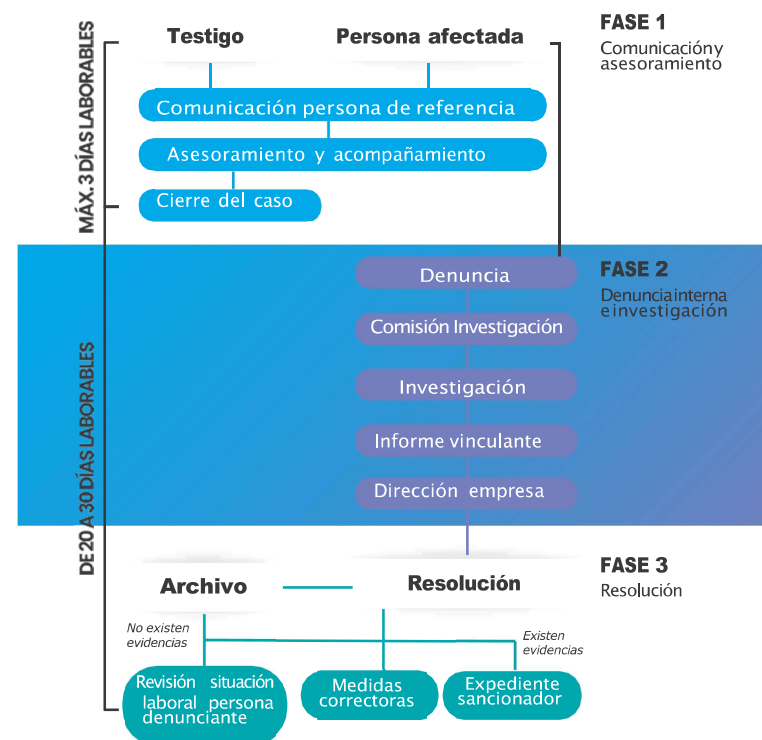 MÁX. 3 DÍAS LABORABLES
Testigo
Persona afectada
FASE 1
Comunicación y
asesoramiento
Comunicación persona de referencia
Asesoramiento y acompañamiento
Cierre del caso
DE 20 A 30 DÍAS LABORABLES
FASE 2
Denuncia interna
e investigación
Denuncia
Comisión Investigación
Investigación
Informe vinculante
Dirección empresa
FASE 3
Resolución
Archivo
Resolución
No existen
evidencias
Existen
evidencias
Revisión situación
laboral persona
denunciante
Medidas
correctoras
Expediente
sancionador